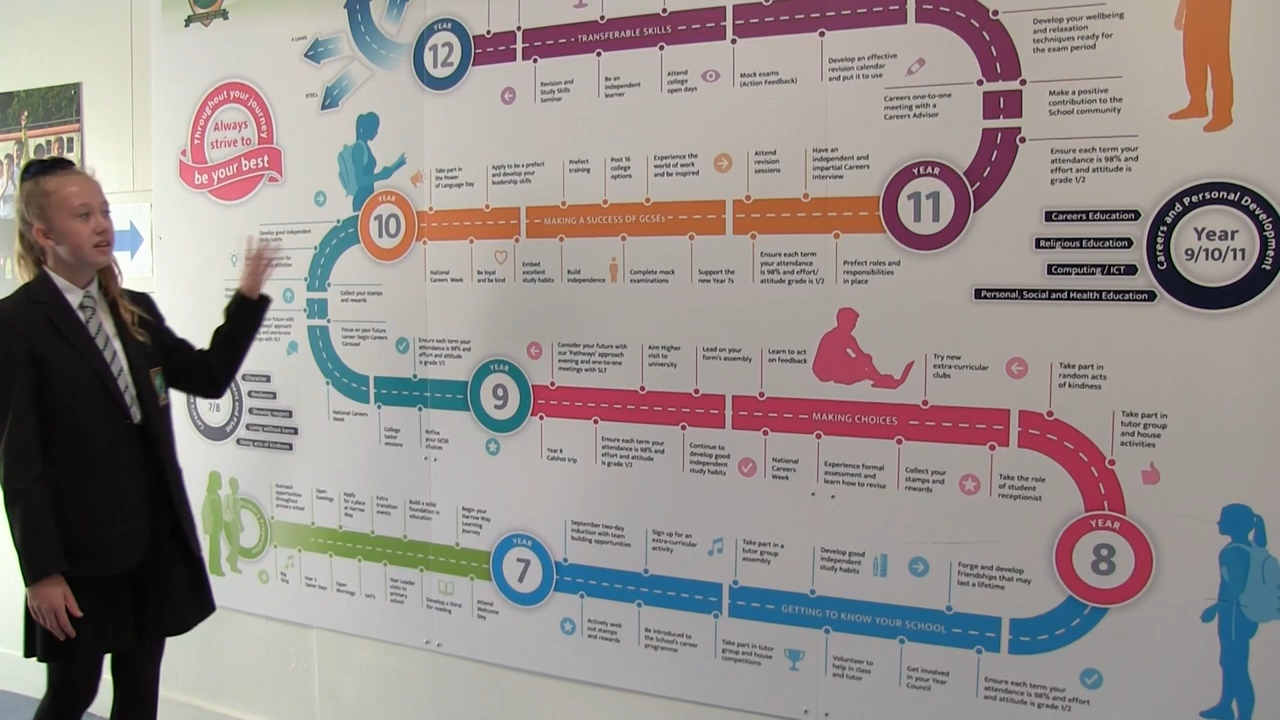 A Levels
BTECs
YEAR
12
TRANSFERABLE SKILLS
Revision and
Study Skills
Seminar
Be an
independent
learner
Attend
college
open days
Mock exams
(Action Feedback)
Develop an effective
revision calendar
and put it to use
Careers one-to-one
meeting with a
Careers Advisor
Develop your wellbeing
and relaxation
techniques ready for
the exam period
Make a positive
contribution to the
School community
Ensure each term your
attendance is 98% and
effort and attitude is
grade 1/2
Throughout your journey
Always
strive to
be your best
YEAR
10
Take part in
the Power
of Language Day
Apply to be a prefect
and develop your
leadership skills
Prefect
training
Post 16
college
options
Experience the
world of work
and be inspired
Attend
revision
sessions
Have an
independent and
impartial Careers
Interview
MAKING A SUCCESS OF GCSEs
YEAR
11
National
Careers Week
Be loyal
and be kind
Embed
excellent
study habits
Build
independence
Complete mock
examinations
Support the
new Year 7s
Ensure each term
your attendance
is 98% and effort/
attitude grade is 1/2
Prefect roles and
responsibilities
in place
Careers Education
Religious Education
Computing / ICT
Personal, Social and Health Education
Careers and Personal Development
Year
9/10/11
Develop good independent
study habits
Collect your stamps
and rewards
Focus on your future
career: begin Careers
Carousel
Ensure each term your
attendance is 98% and
effort and attitude
is grade 1/2
National Careers
Week
College
taster
sessions
Refine
your GCSE
choices
YEAR
9
Consider your future with
our 'Pathways' approach
evening and one-to-one
meetings with SLT
Aim Higher
visit to
university
Lead on your
form's assembly
Learn to act
on feedback
Try new
extra-curricular
clubs
Take part in
random acts
of kindness
Take part in
tutor group
and house
activities
MAKING CHOICES
Year 8
Calshot trip
Ensure each term your
attendance is 98% and
effort and attitude
is grade 1/2
Continue to
develop good
independent
study habits
National
Careers
Week
Experience formal
assessment and
learn how to revise
Collect your
stamps and
rewards
Take the role
of student
receptionist
YEAR
8
7/8
Character
Resilience
Showing respect
Living without harm
Doing acts of kindness
Outreach
opportunities
throughout
primary school
Open
Evenings
Apply
for a place
at Harrow
Way
Extra
transition
events
Build a solid
foundation in
education
Begin your
Harrow Way
Learning
Journey
Big
Sing
Year 5
Taster Days
Open
Mornings
SATs
Year Leader
visits to
primary
school
Develop a thirst
for reading
Attend
Welcome
Day
YEAR
7
September two-day
induction with team
building opportunities
Sign up for an
extra-curricular
activity
Take part in a
tutor group
assembly
Develop good
independent
study habits
Forge and develop
friendships that may
last a lifetime
GETTING TO KNOW YOUR SCHOOL
Actively seek
out stamps
and rewards
Be introduced to
the School's career
programme
Take part in tutor
group and house
competitions
Volunteer to
help in class
and tutor
Get involved
in your Year
Council
Ensure each term your
attendance is 98% and effort
and attitude is grade 1/2